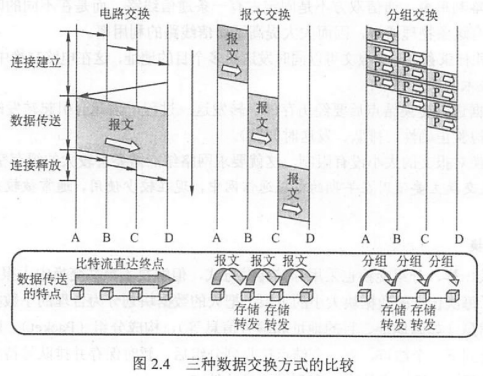 电路交换
报文交换
分组交换
连接建立
数据传送
连接释放
报文
报
文
报
文
报
文
P
P
P
P
P
P
P
P
P
P
P
P
A B C D
A B C D
A B C D
数据传送
的特点
比特流直达终点
报文 报文 报文
分组 分组 分组
存储 存储
转发 转发
存储 存储
转发 转发
图 2.4 三种数据交换方式的比较